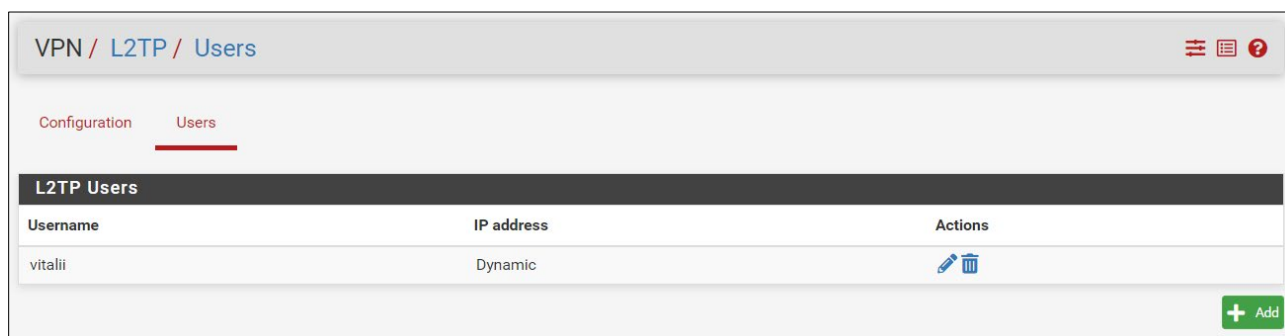 VPN / L2TP / Users
Configuration Users
L2TP Users
Username IP address Actions
vitalii Dynamic
Add